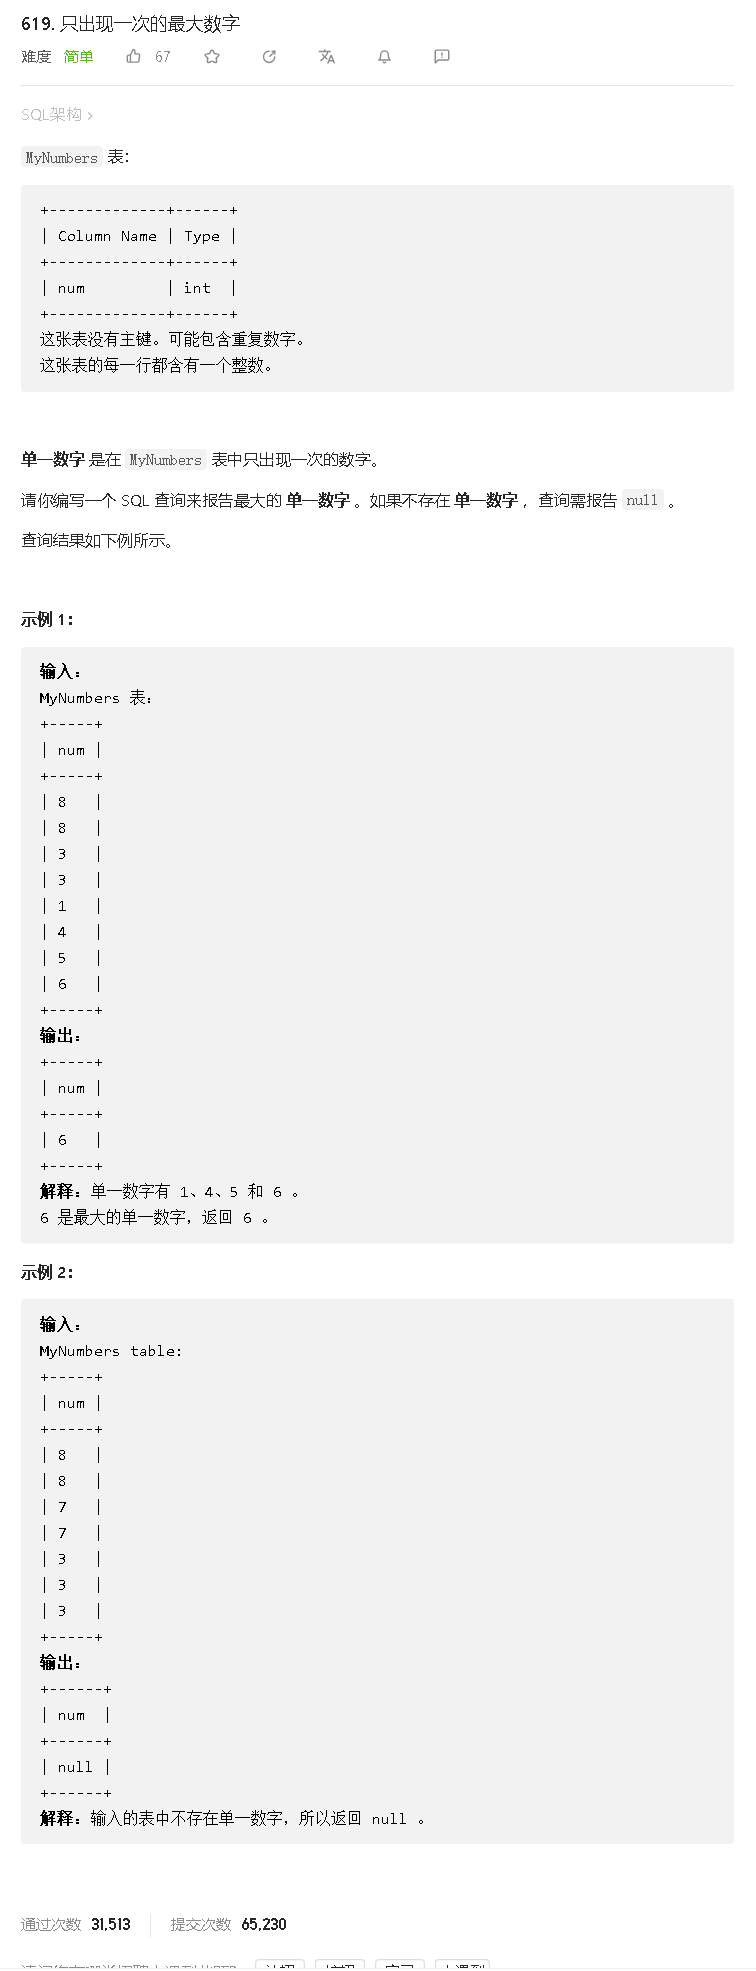 619. 只出现一次的最大数字
难度 简单 67
SQL架构 ›
MyNumbers 表：
+-------------+------+
| Column Name | Type |
+-------------+------+
| num         | int  |
+-------------+------+
这张表没有主键。可能包含重复数字。
这张表的每一行都含有一个整数。
单一数字 是在 MyNumbers 表中只出现一次的数字。
请你编写一个 SQL 查询来报告最大的 单一数字 。如果不存在 单一数字 ，查询需报告 null 。
查询结果如下例所示。
示例 1：
输入：
MyNumbers 表：
+-----+
| num |
+-----+
| 8   |
| 8   |
| 3   |
| 3   |
| 1   |
| 4   |
| 5   |
| 6   |
+-----+
输出：
+-----+
| num |
+-----+
| 6   |
+-----+
解释：单一数字有 1、4、5 和 6 。
6 是最大的单一数字，返回 6 。
示例 2：
输入：
MyNumbers table:
+-----+
| num |
+-----+
| 8   |
| 8   |
| 7   |
| 7   |
| 3   |
| 3   |
| 3   |
+-----+
输出：
+------+
| num  |
+------+
| null |
+------+
解释：输入的表中不存在单一数字，所以返回 null 。
通过次数 31,513 提交次数 65,230